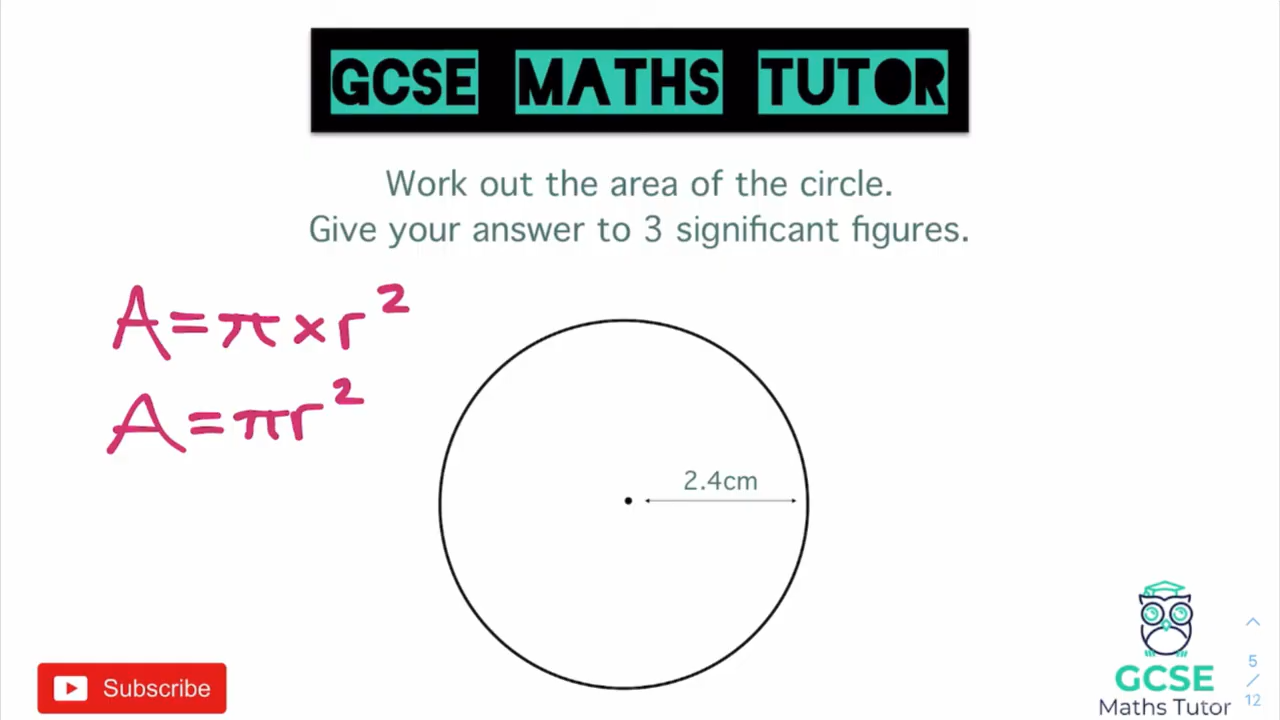 GCSE MATHS TUTOR
Work out the area of the circle.
Give your answer to 3 significant figures.
A=π×r²
A=πr²
2.4cm
Subscribe
GCSE
Maths Tutor
5
/
12